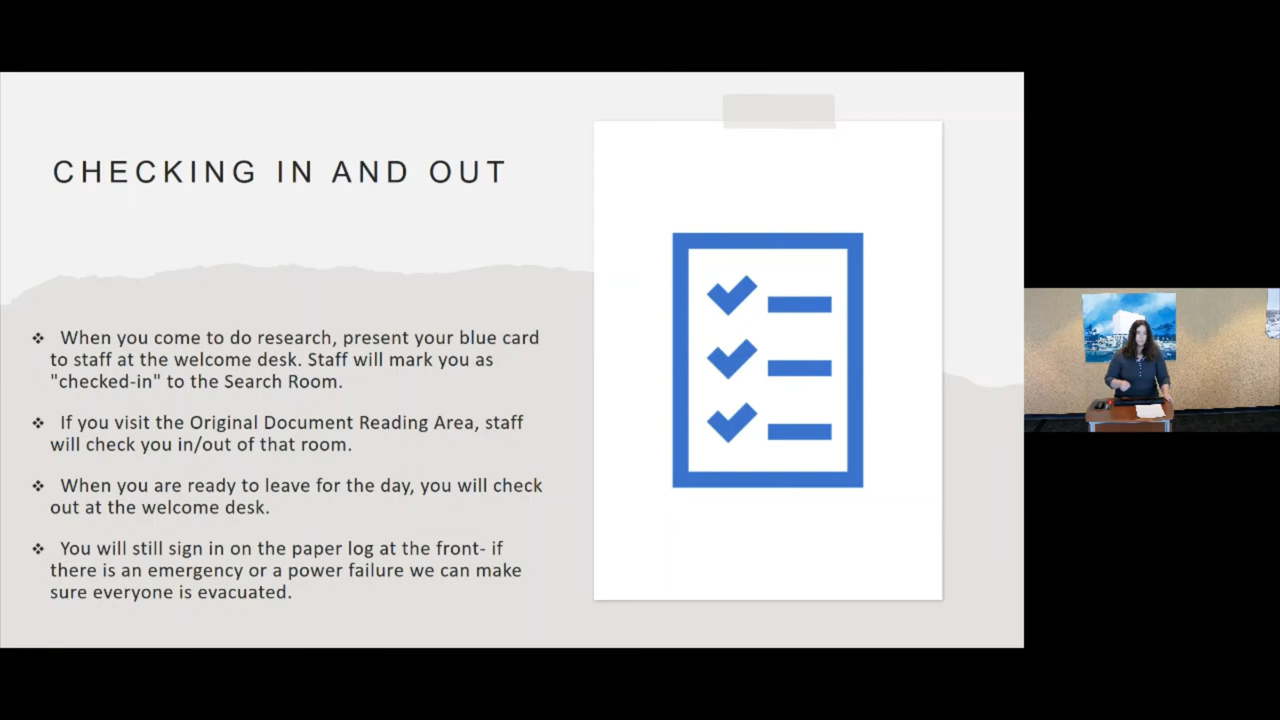 CHECKING IN AND OUT
❖ When you come to do research, present your blue card
to staff at the welcome desk. Staff will mark you as
"checked-in" to the Search Room.
❖ If you visit the Original Document Reading Area, staff
will check you in/out of that room.
❖ When you are ready to leave for the day, you will check
out at the welcome desk.
❖ You will still sign in on the paper log at the front- if
there is an emergency or a power failure we can make
sure everyone is evacuated.